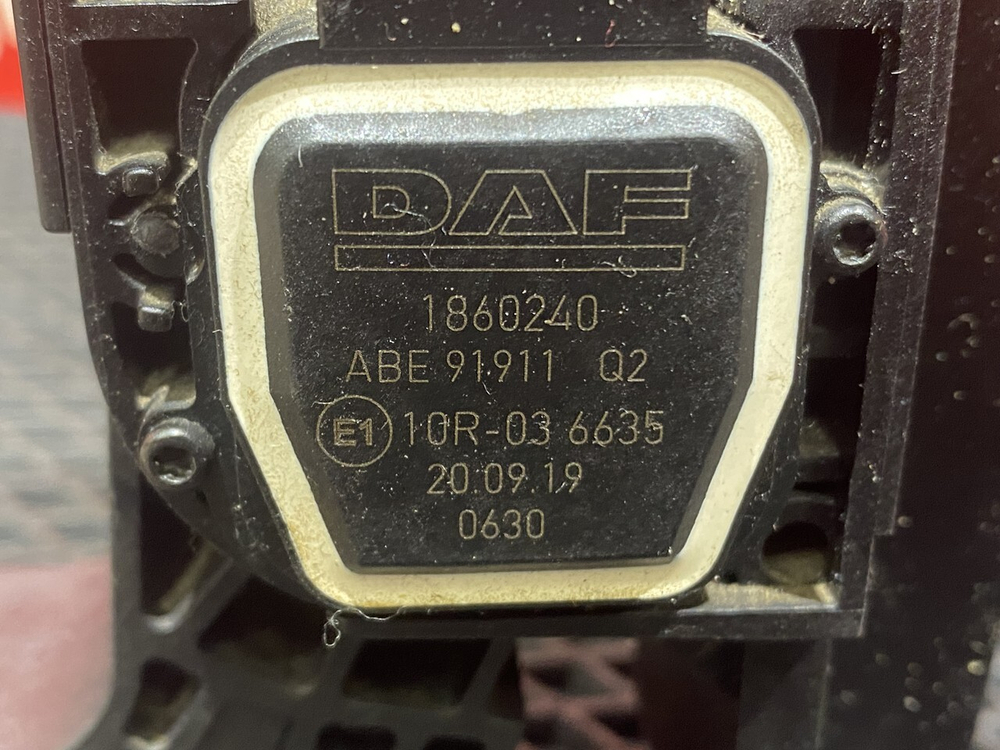 DAF
1860240
ABE 91911 Q2
E1 10R-03 6635
20 09 19
0630